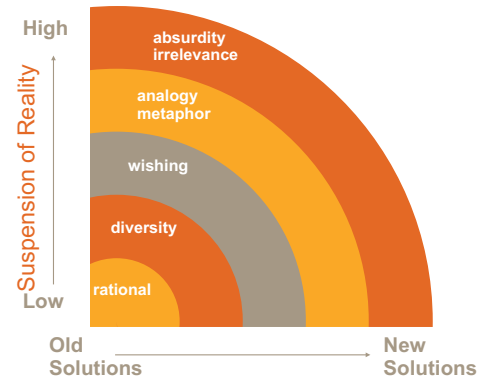 High
absurdity
irrelevance
analogy
metaphor
wishing
diversity
rational
Suspension of Reality
Low
Old
Solutions
New
Solutions